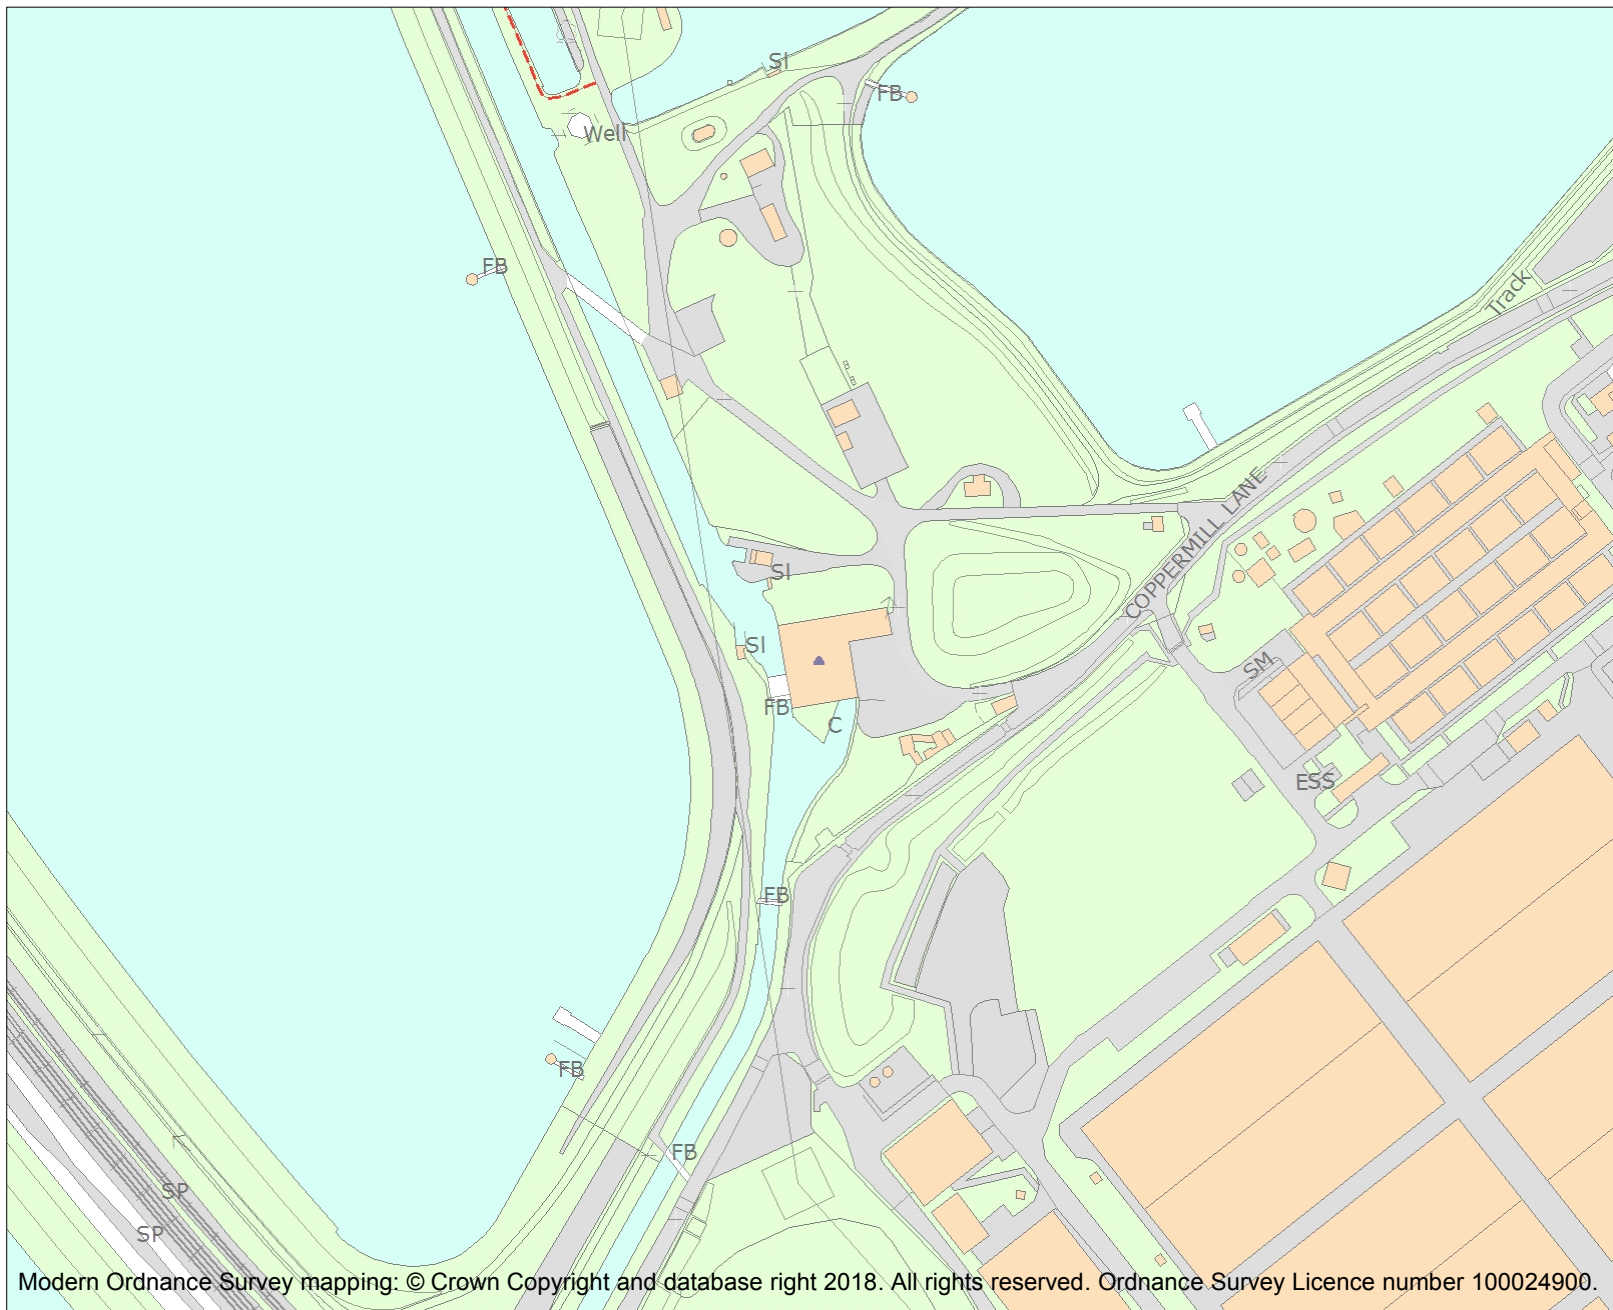 SI
FB
Well
FB
Track
COPPERMILL LANE
SI
SI
SM
FB
C
ESS
FB
FB
FB
SP
SP
Modern Ordnance Survey mapping: © Crown Copyright and database right 2018. All rights reserved. Ordnance Survey Licence number 100024900.